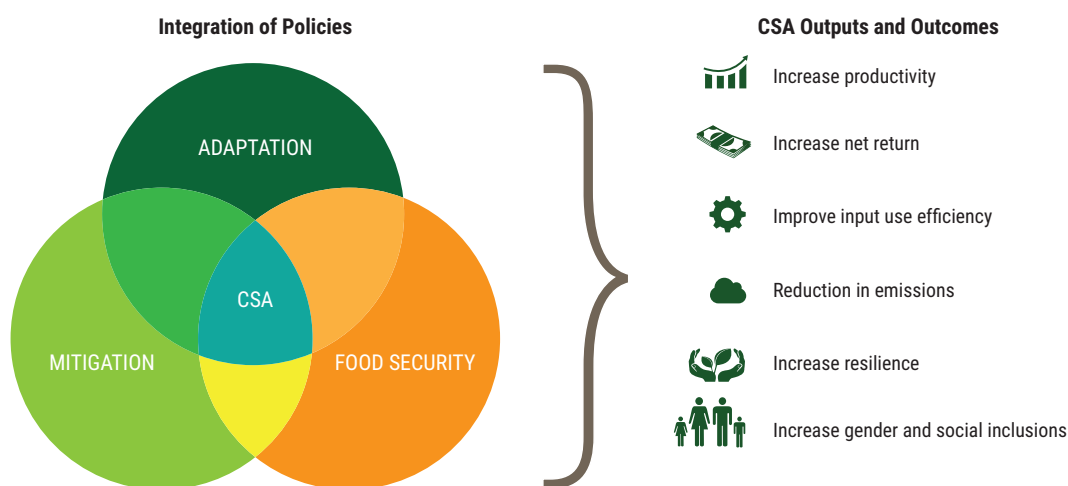 Integration of Policies
ADAPTATION
CSA
MITIGATION
FOOD SECURITY
CSA Outputs and Outcomes
Increase productivity
Increase net return
Improve input use efficiency
Reduction in emissions
Increase resilience
Increase gender and social inclusions